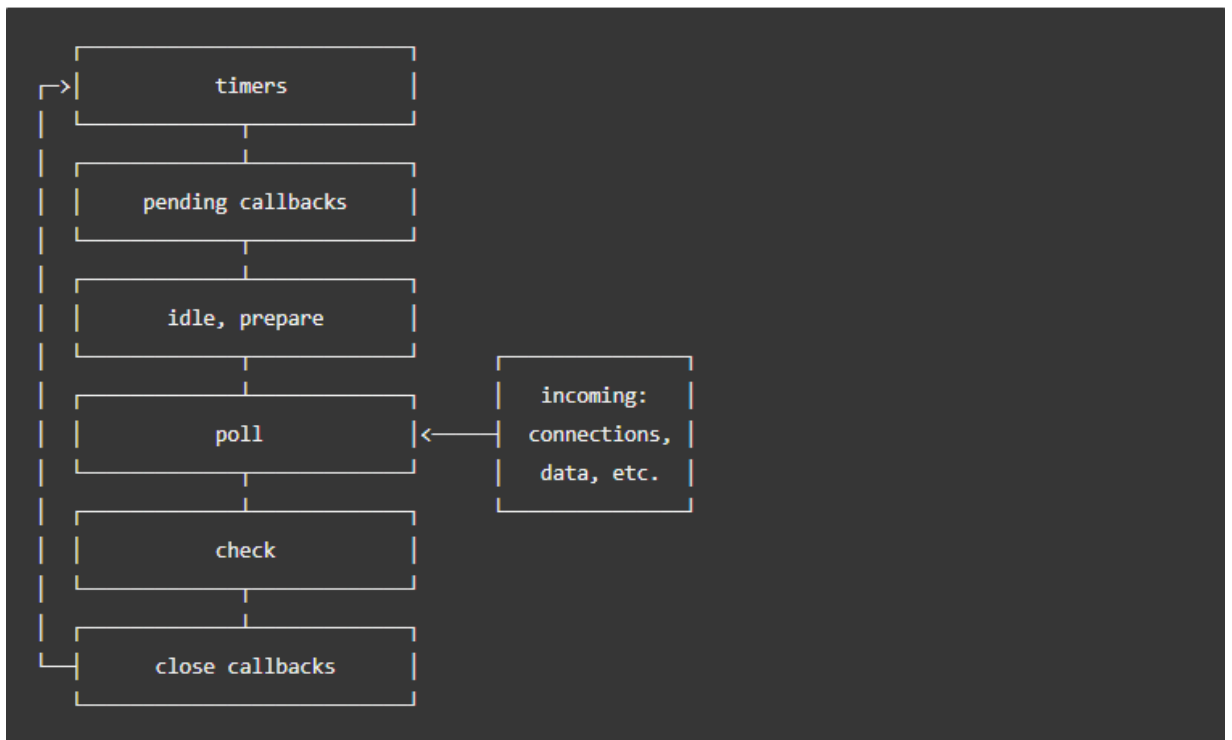 timers
pending callbacks
idle, prepare
poll
incoming:
connections,
data, etc.
check
close callbacks